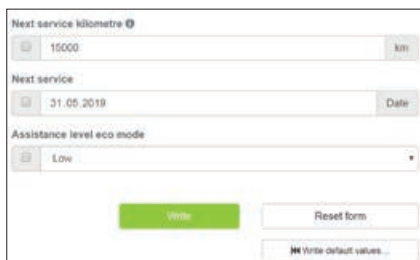 Next service kilometre
15000 km
Next service
31.05.2019 Date
Assistance level eco mode
Low
Write Reset form
Write default values...